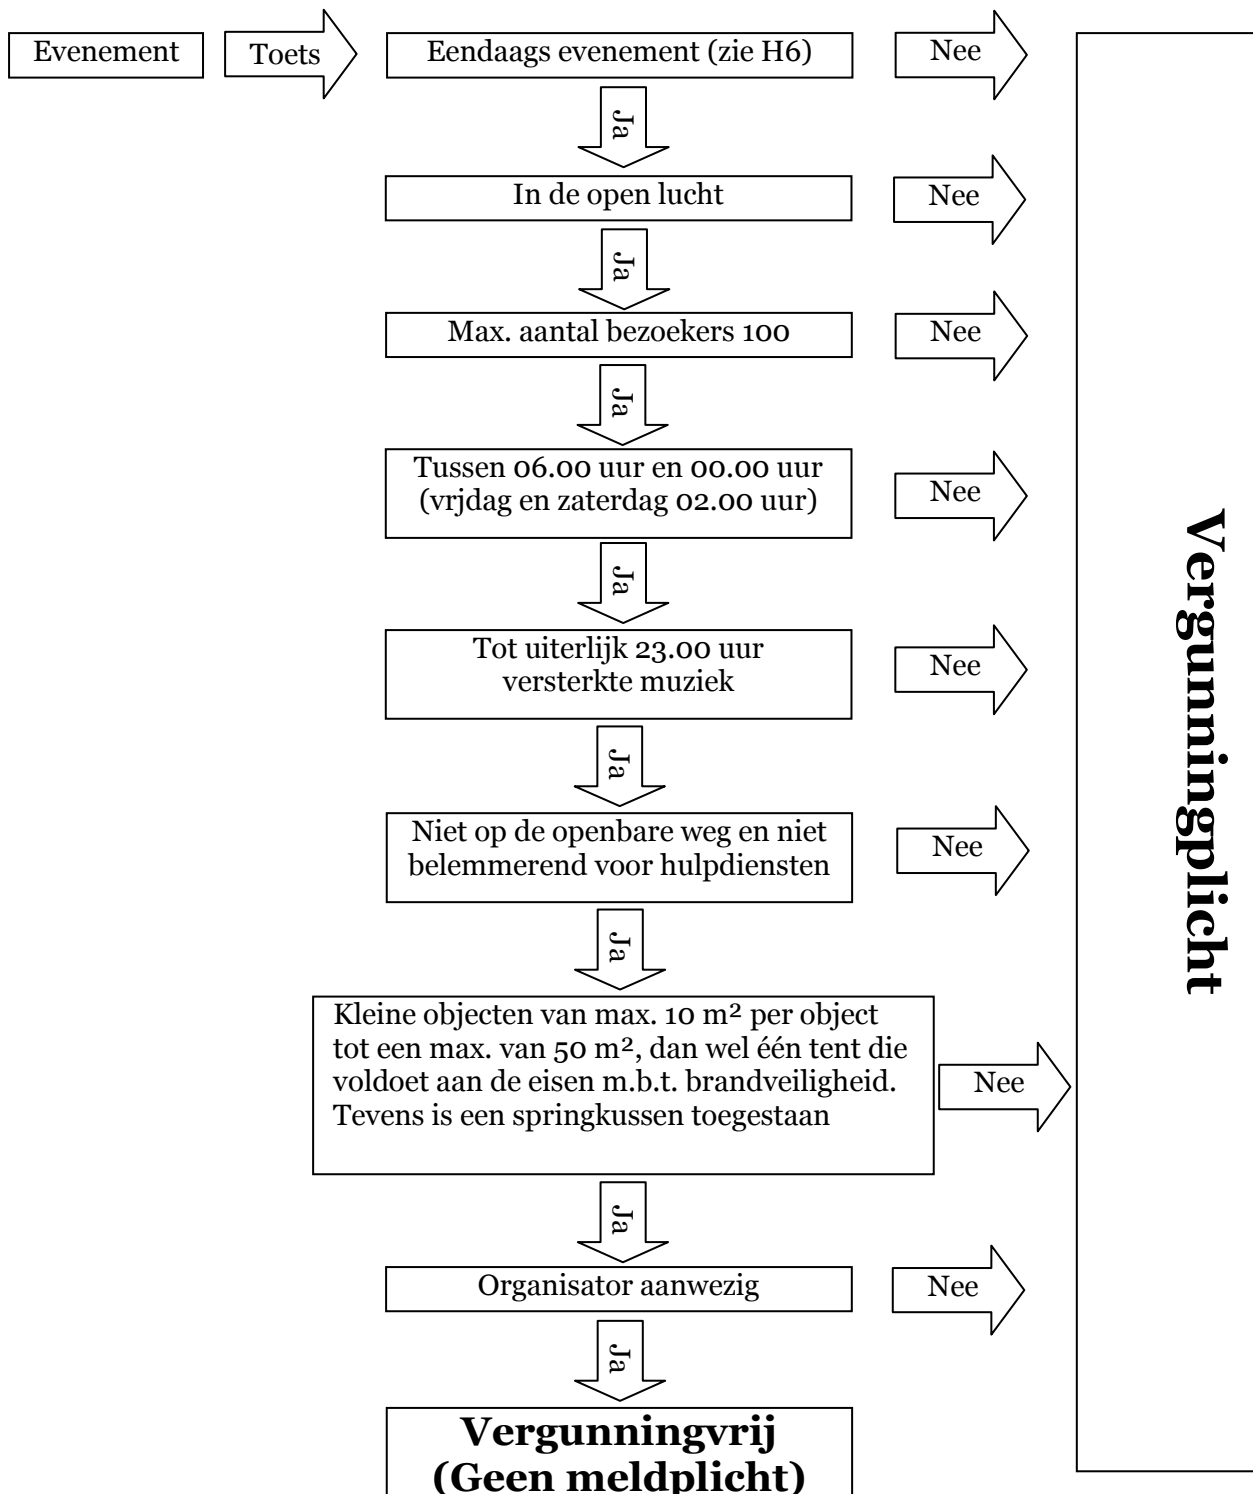 Evenement
Toets
Eendaags evenement (zie H6)
Nee
Ja
In de open lucht
Nee
Ja
Max. aantal bezoekers 100
Nee
Ja
Tussen 06.00 uur en 00.00 uur
(vrjdag en zaterdag 02.00 uur)
Nee
Ja
Tot uiterlijk 23.00 uur
versterkte muziek
Nee
Ja
Niet op de openbare weg en niet
belemmerend voor hulpdiensten
Nee
Ja
Kleine objecten van max. 10 m² per object
tot een max. van 50 m², dan wel één tent die
voldoet aan de eisen m.b.t. brandveiligheid.
Tevens is een springkussen toegestaan
Nee
Ja
Organisator aanwezig
Nee
Ja
Vergunningvrij
(Geen meldplicht)
Vergunningplicht